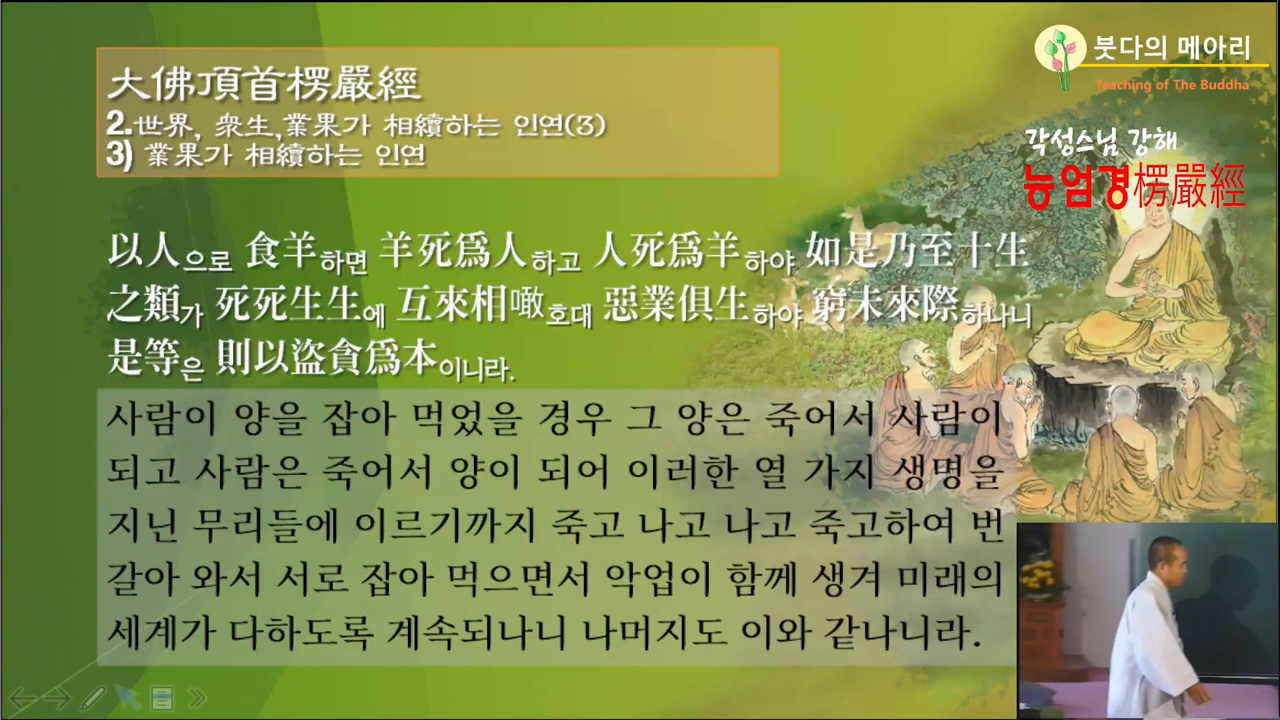 大佛頂首楞嚴經
2.世界, 衆生,業果가 相續하는 인연(3)
3) 業果가 相續하는 인연
붓다의 메아리
Teaching of The Buddha
각성스님 강해
능엄경楞嚴經
以人으로 食羊하면 羊死爲人하고 人死爲羊하야 如是乃至十生
之類가 死死生生에 互來相噉호대 惡業俱生하야 窮未來際하나니
是等은 則以盜貪爲本이니라.
사람이 양을 잡아 먹었을 경우 그 양은 죽어서 사람이
되고 사람은 죽어서 양이 되어 이러한 열 가지 생명을
지닌 무리들에 이르기까지 죽고 나고 나고 죽고하여 번
갈아 와서 서로 잡아 먹으면서 악업이 함께 생겨 미래의
세계가 다하도록 계속되나니 나머지도 이와 같나니라.